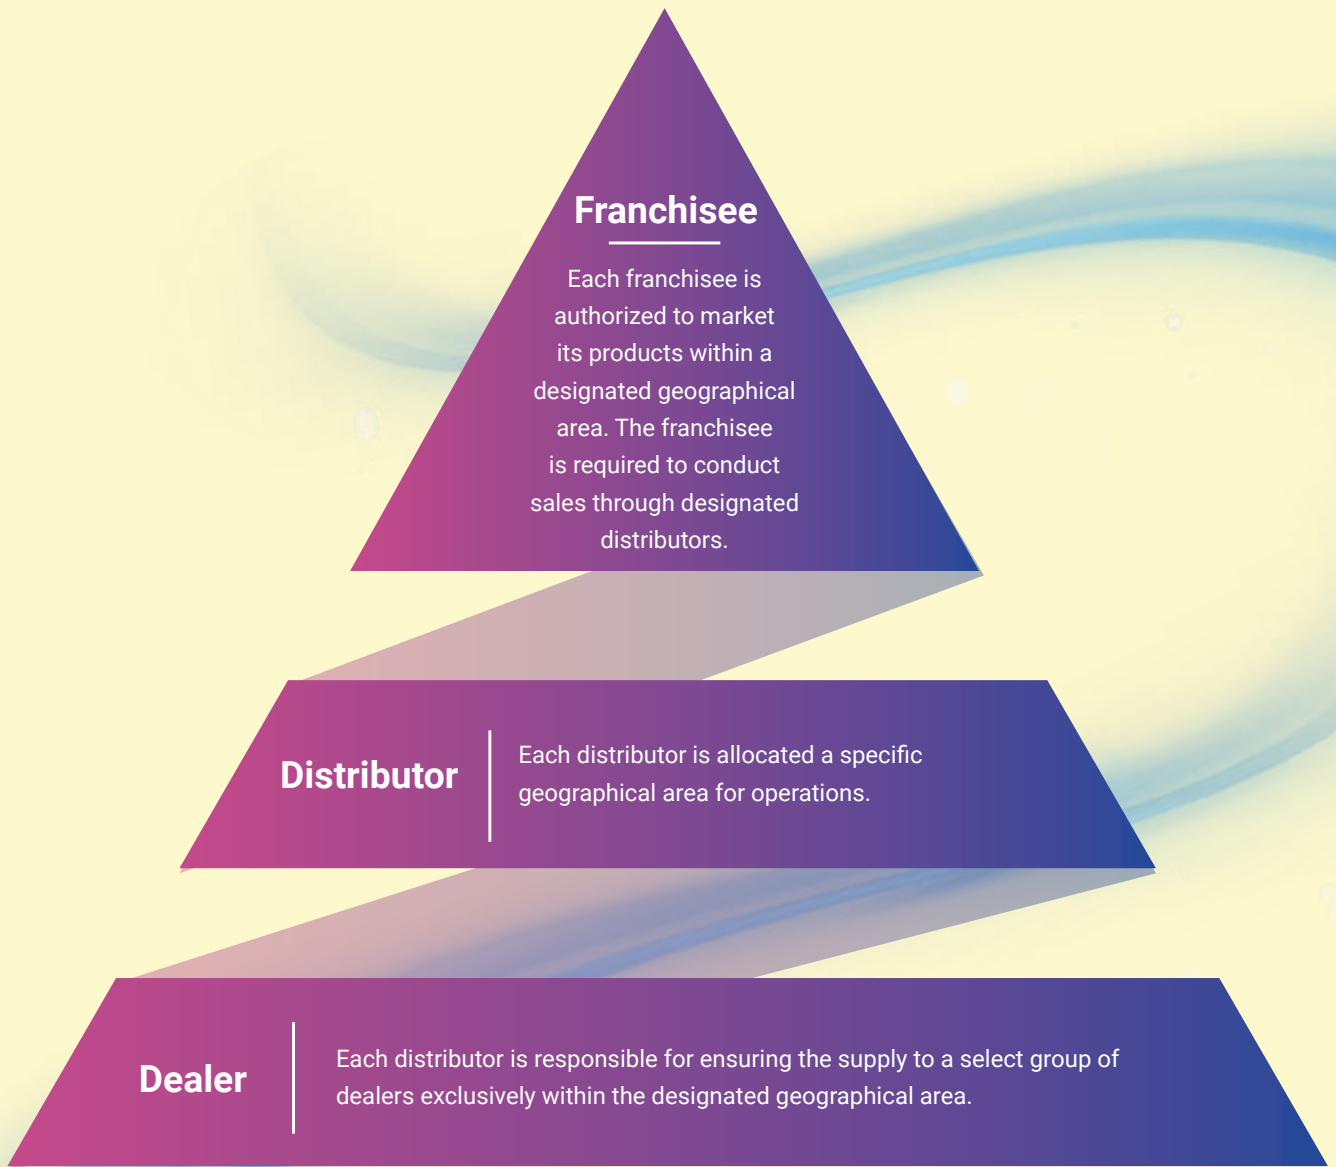 Franchisee
Each franchisee is
authorized to market
its products within a
designated geographical
area. The franchisee
is required to conduct
sales through designated
distributors.
Distributor
Each distributor is allocated a specific
geographical area for operations.
Dealer
Each distributor is responsible for ensuring the supply to a select group of
dealers exclusively within the designated geographical area.